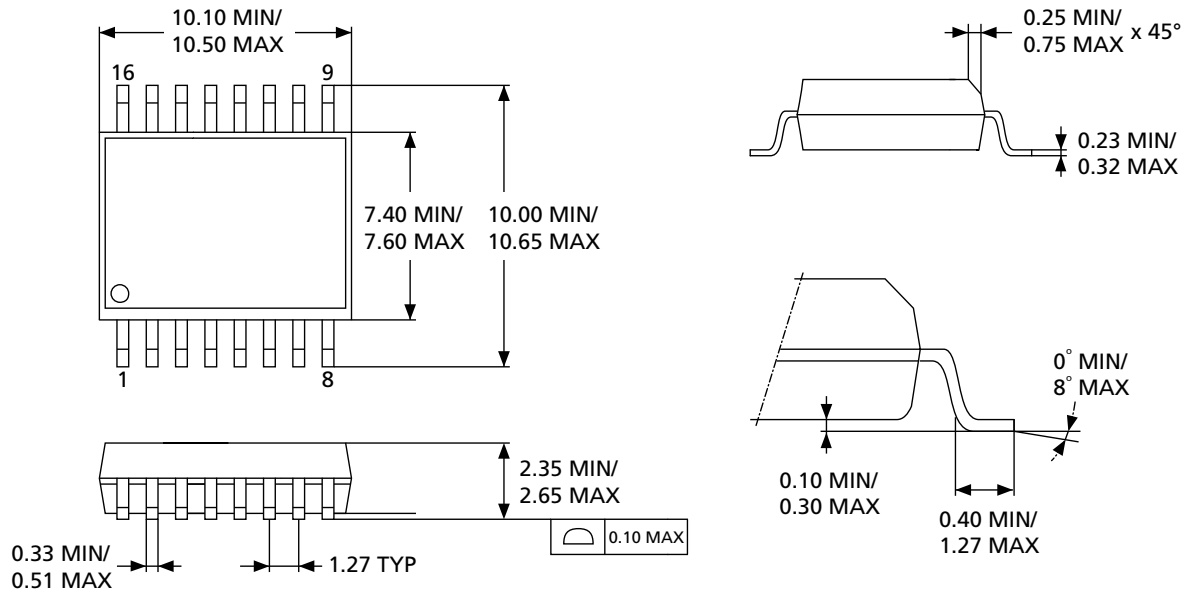 10.10 MIN/
10.50 MAX
16
9
7.40 MIN/
7.60 MAX
10.00 MIN/
10.65 MAX
1
8
2.35 MIN/
2.65 MAX
0.10 MAX
0.33 MIN/
0.51 MAX
1.27 TYP
0.25 MIN/
0.75 MAX
x 45°
0.23 MIN/
0.32 MAX
0° MIN/
8° MAX
0.10 MIN/
0.30 MAX
0.40 MIN/
1.27 MAX